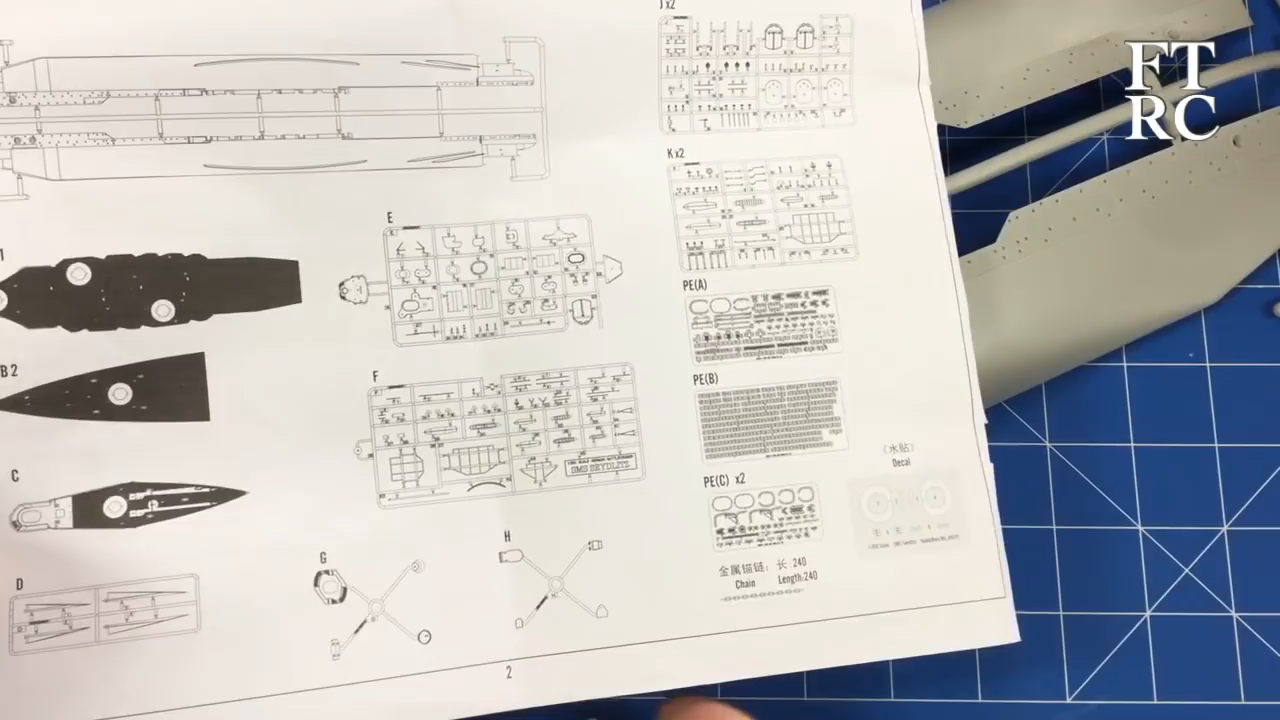 J x2
FT
RC
K x2
E
1
PE(A)
B 2
F
PE(B)
SMS SEYDLITZ
《水贴》
Decal
C
PE(C) x2
金属锚链： 长:240
Chain Length:240
D
G
H
2